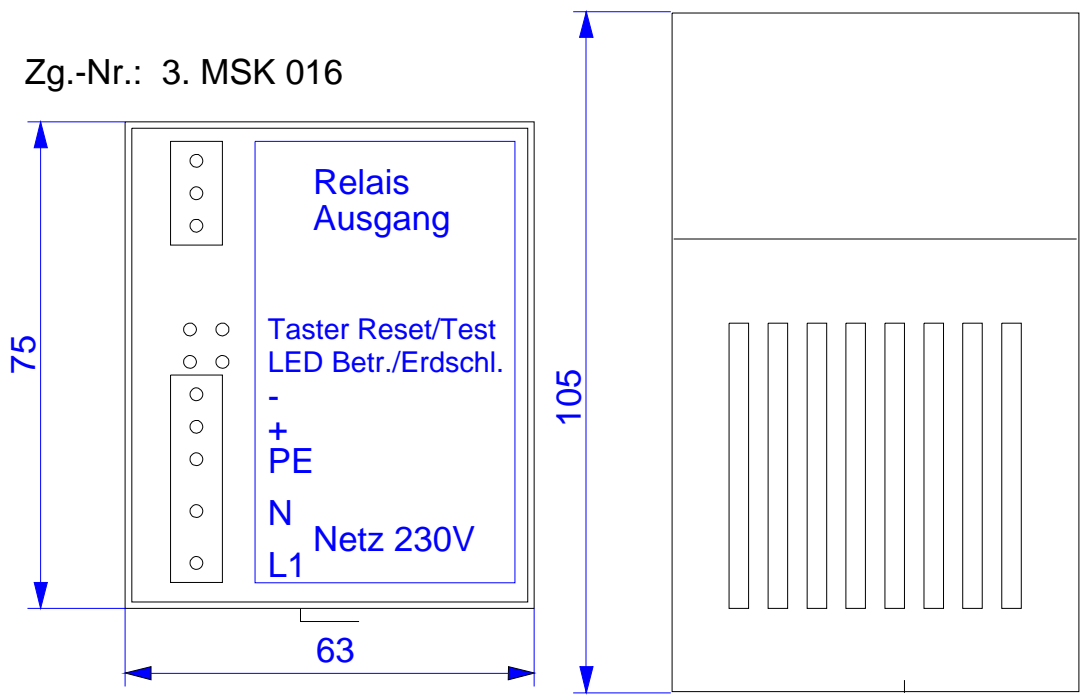 Zg.-Nr.: 3. MSK 016
Relais
Ausgang
Taster Reset/Test
LED Betr./Erdschl.
-
+
PE
N
Netz 230V
L1
75
63
105